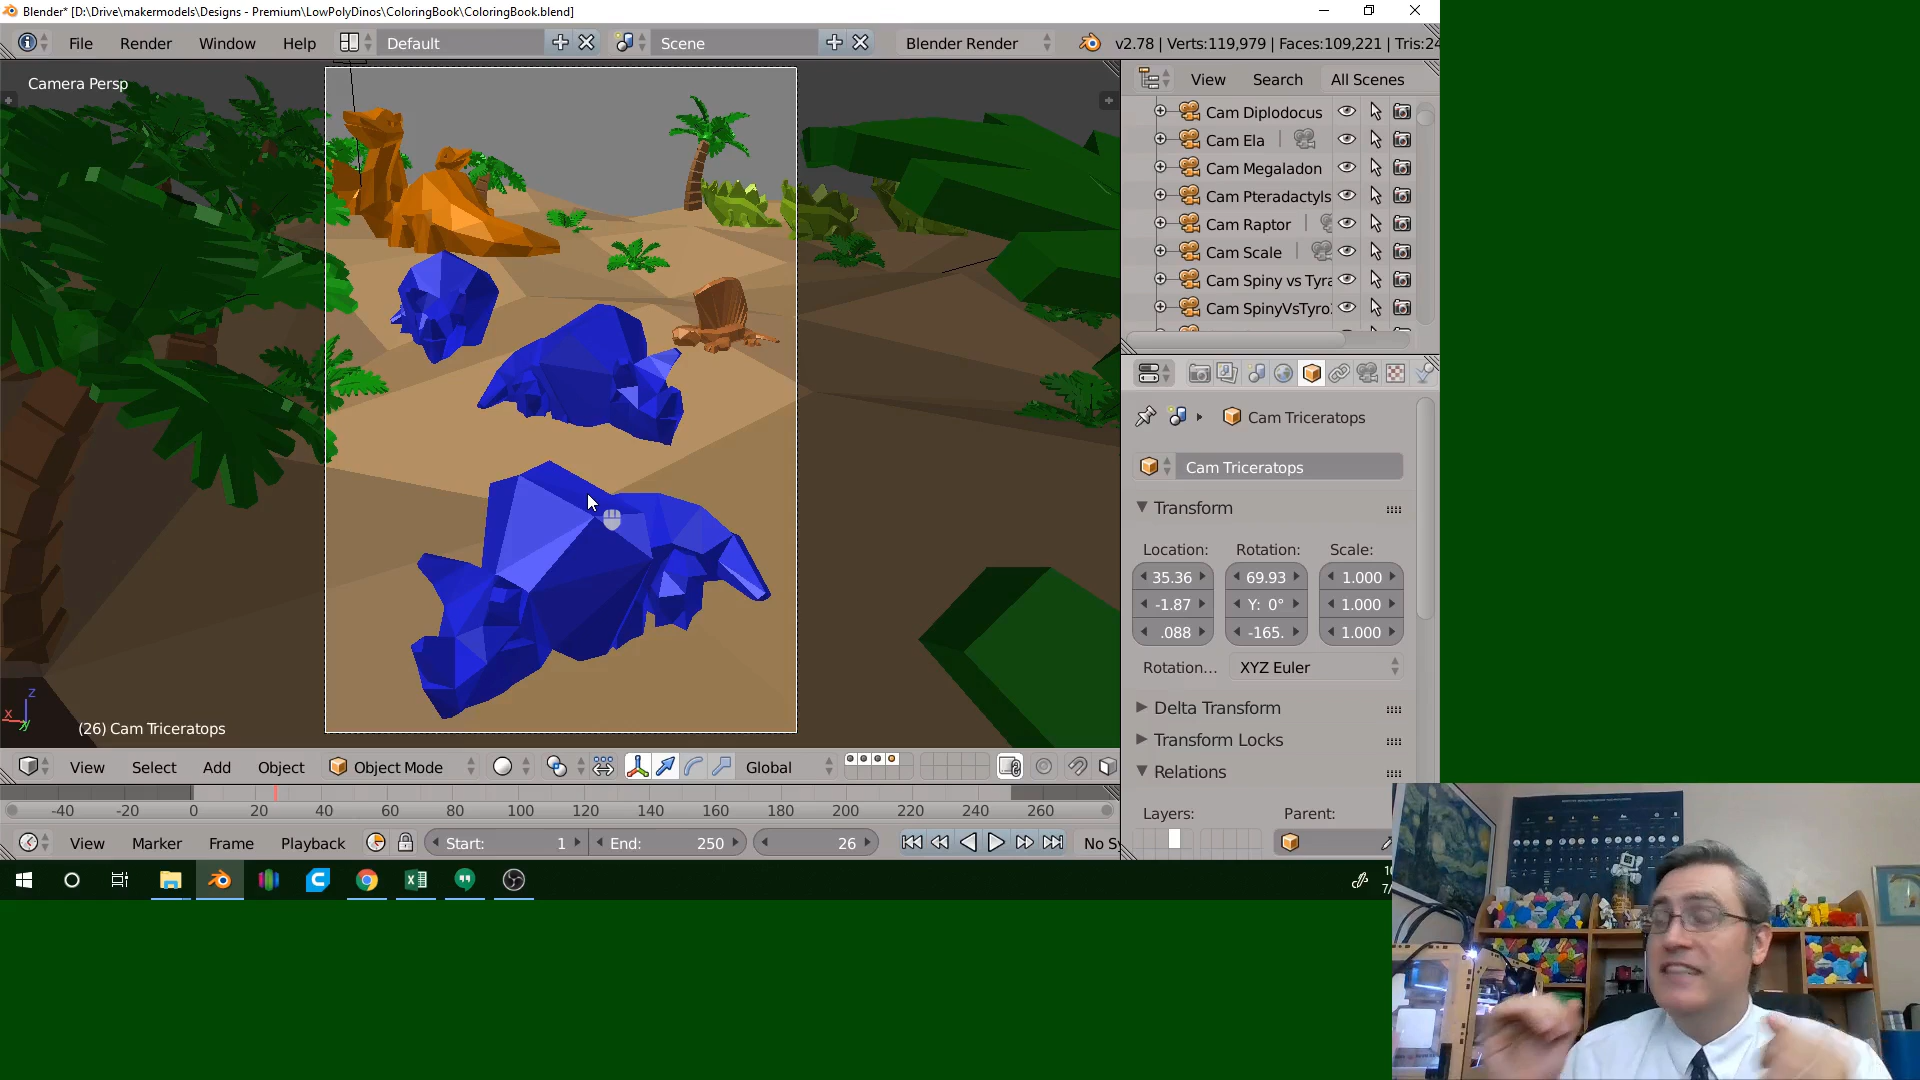 Blender* [D:\Drive\makermodels\Designs - Premium\LowPolyDinos\ColoringBook\ColoringBook.blend]
File Render Window Help Default Scene Blender Render v2.78 | Verts:119,979 | Faces:109,221 | Tris:24
Camera Persp
View Search All Scenes
Cam Diplodocus
Cam Ela
Cam Megaladon
Cam Pteradactyls
Cam Raptor
Cam Scale
Cam Spiny vs Tyra
Cam SpinyVsTyro
Cam Triceratops
Cam Triceratops
Transform
Location: Rotation: Scale:
35.36 69.93 1.000
-1.87 Y: 0° 1.000
.088 -165. 1.000
Rotation... XYZ Euler
Delta Transform
Transform Locks
Relations
Layers: Parent:
z
x
y
(26) Cam Triceratops
View Select Add Object Object Mode Global
-40 -20 0 20 40 60 80 100 120 140 160 180 200 220 240 260
View Marker Frame Playback Start: 1 End: 250 26 No Sy